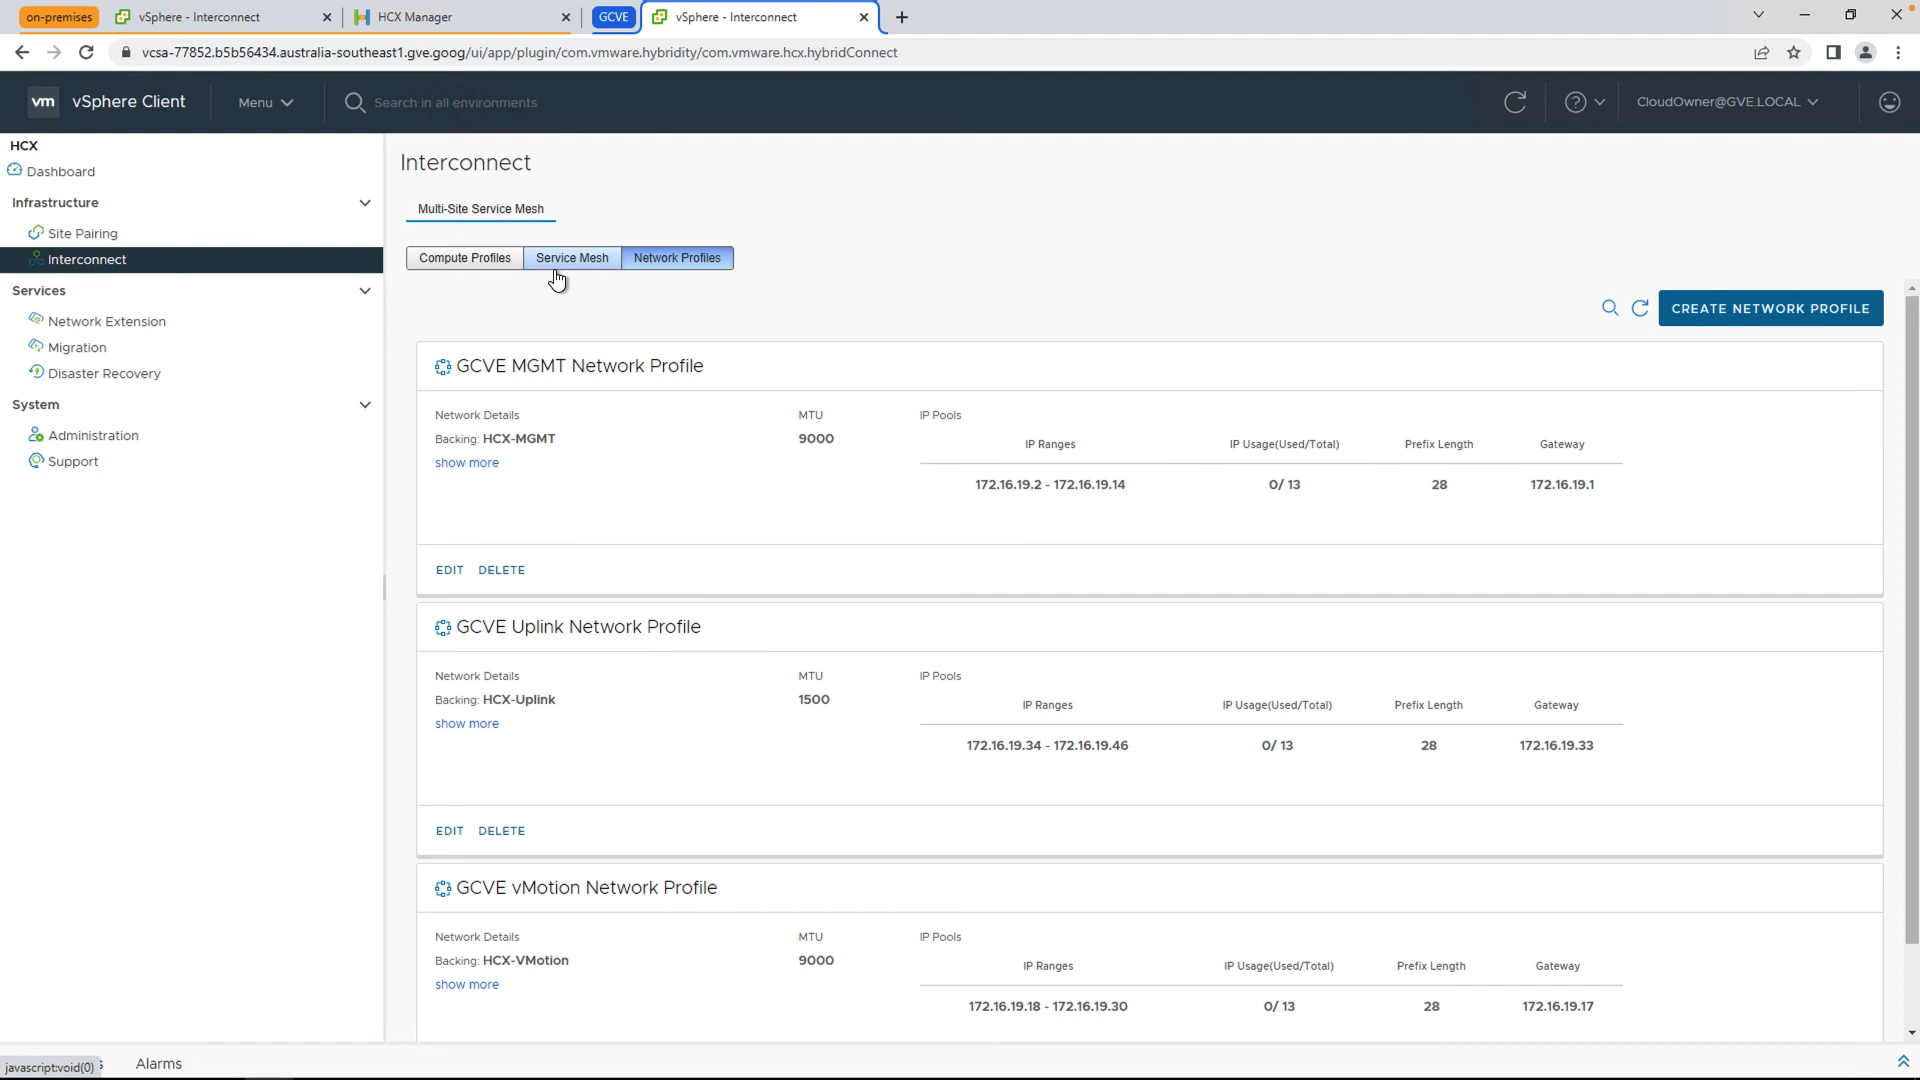 on-premises vSphere - Interconnect HCX Manager GCVE vSphere - Interconnect
vcsa-77852.b5b56434.australia-southeast1.gve.goog/ui/app/plugin/com.vmware.hybridity/com.vmware.hcx.hybridConnect
vm vSphere Client Menu Search in all environments CloudOwner@GVE.LOCAL
HCX
Dashboard
Infrastructure
Site Pairing
Interconnect
Services
Network Extension
Migration
Disaster Recovery
System
Administration
Support
Interconnect
Multi-Site Service Mesh
Compute Profiles Service Mesh Network Profiles
CREATE NETWORK PROFILE
GCVE MGMT Network Profile
Network Details MTU IP Pools
Backing: HCX-MGMT 9000
IP Ranges IP Usage(Used/Total) Prefix Length Gateway
show more
172.16.19.2 - 172.16.19.14 0/ 13 28 172.16.19.1
EDIT DELETE
GCVE Uplink Network Profile
Network Details MTU IP Pools
Backing: HCX-Uplink 1500
IP Ranges IP Usage(Used/Total) Prefix Length Gateway
show more
172.16.19.34 - 172.16.19.46 0/ 13 28 172.16.19.33
EDIT DELETE
GCVE vMotion Network Profile
Network Details MTU IP Pools
Backing: HCX-VMotion 9000
IP Ranges IP Usage(Used/Total) Prefix Length Gateway
show more
172.16.19.18 - 172.16.19.30 0/ 13 28 172.16.19.17
javascript:void(0) Alarms